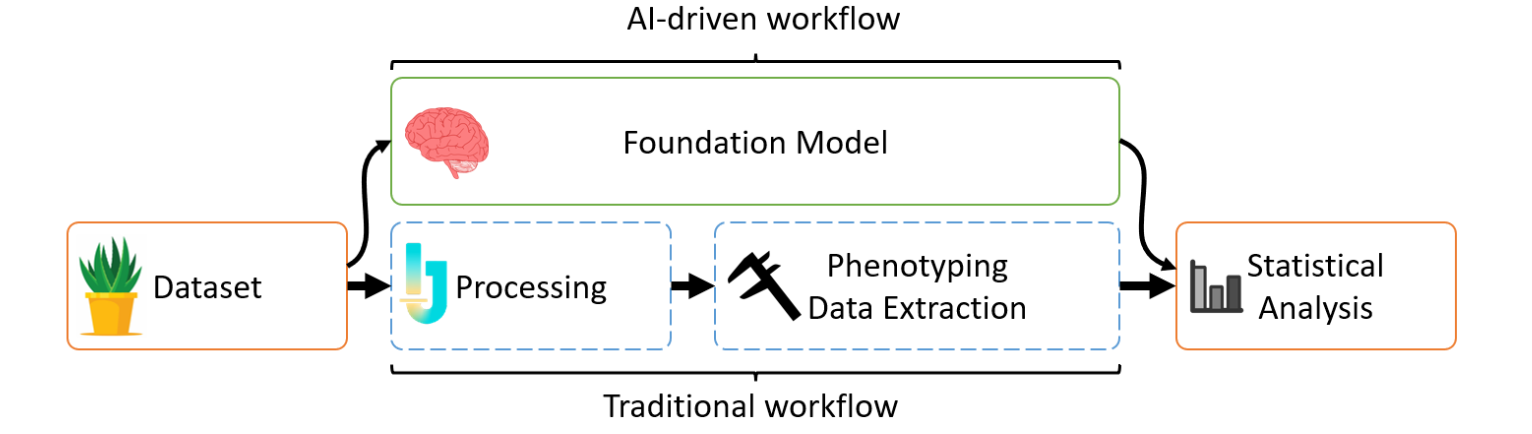 AI-driven workflow
Foundation Model
Dataset
Processing
Phenotyping
Data Extraction
Statistical
Analysis
Traditional workflow